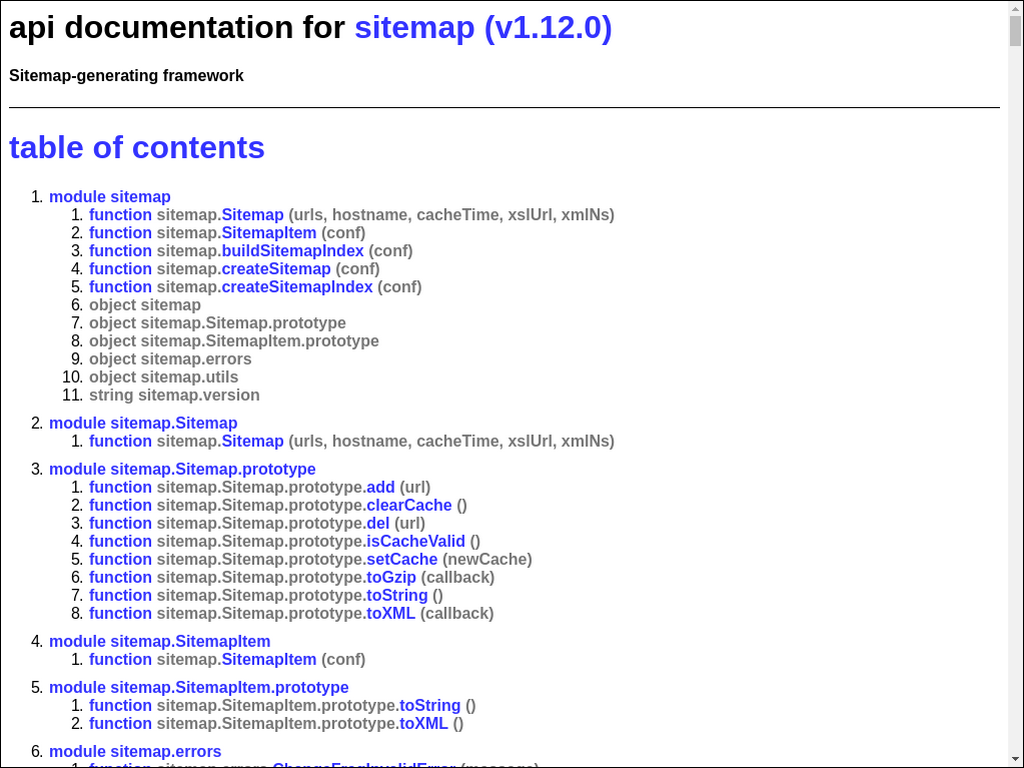 api documentation for sitemap (v1.12.0)
Sitemap-generating framework
table of contents
1. module sitemap
1. function sitemap.Sitemap (urls, hostname, cacheTime, xslUrl, xmlNs)
2. function sitemap.SitemapItem (conf)
3. function sitemap.buildSitemapIndex (conf)
4. function sitemap.createSitemap (conf)
5. function sitemap.createSitemapIndex (conf)
6. object sitemap
7. object sitemap.Sitemap.prototype
8. object sitemap.SitemapItem.prototype
9. object sitemap.errors
10. object sitemap.utils
11. string sitemap.version
2. module sitemap.Sitemap
1. function sitemap.Sitemap (urls, hostname, cacheTime, xslUrl, xmlNs)
3. module sitemap.Sitemap.prototype
1. function sitemap.Sitemap.prototype.add (url)
2. function sitemap.Sitemap.prototype.clearCache ()
3. function sitemap.Sitemap.prototype.del (url)
4. function sitemap.Sitemap.prototype.isCacheValid ()
5. function sitemap.Sitemap.prototype.setCache (newCache)
6. function sitemap.Sitemap.prototype.toGzip (callback)
7. function sitemap.Sitemap.prototype.toString ()
8. function sitemap.Sitemap.prototype.toXML (callback)
4. module sitemap.SitemapItem
1. function sitemap.SitemapItem (conf)
5. module sitemap.SitemapItem.prototype
1. function sitemap.SitemapItem.prototype.toString ()
2. function sitemap.SitemapItem.prototype.toXML ()
6. module sitemap.errors
1. function sitemap.errors.ChangeFreqInvalidError (message)